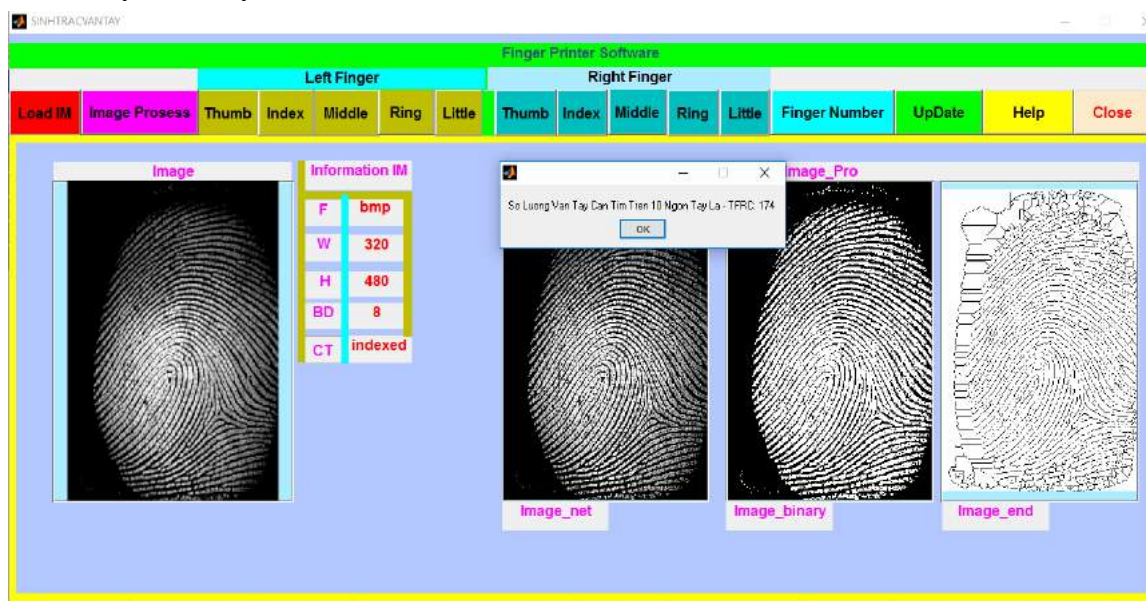 SINHTRACVANTAY
Finger Printer Software
Left Finger
Right Finger
Load IM
Image Prosess
Thumb
Index
Middle
Ring
Little
Thumb
Index
Middle
Ring
Little
Finger Number
UpDate
Help
Close
Image
Information IM
F
bmp
W
320
H
480
BD
8
CT
indexed
Image_Pro
So Luong Van Tay Can Tim Tren 10 Ngon Tay La - TFRC: 174
OK
Image_net
Image_binary
Image_end